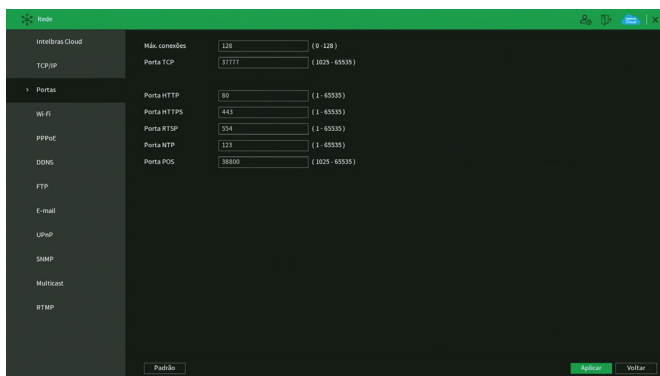 Rede
Intelbras Cloud
TCP/IP
Portas
Wi-Fi
PPPoE
DDNS
FTP
E-mail
UPnP
SNMP
Multicast
RTMP
Máx. conexões 128 ( 0 - 128 )
Porta TCP 37777 ( 1025 - 65535 )
Porta HTTP 80 ( 1 - 65535 )
Porta HTTPS 443 ( 1 - 65535 )
Porta RTSP 554 ( 1 - 65535 )
Porta NTP 123 ( 1 - 65535 )
Porta POS 38800 ( 1025 - 65535 )
Padrão Aplicar Voltar